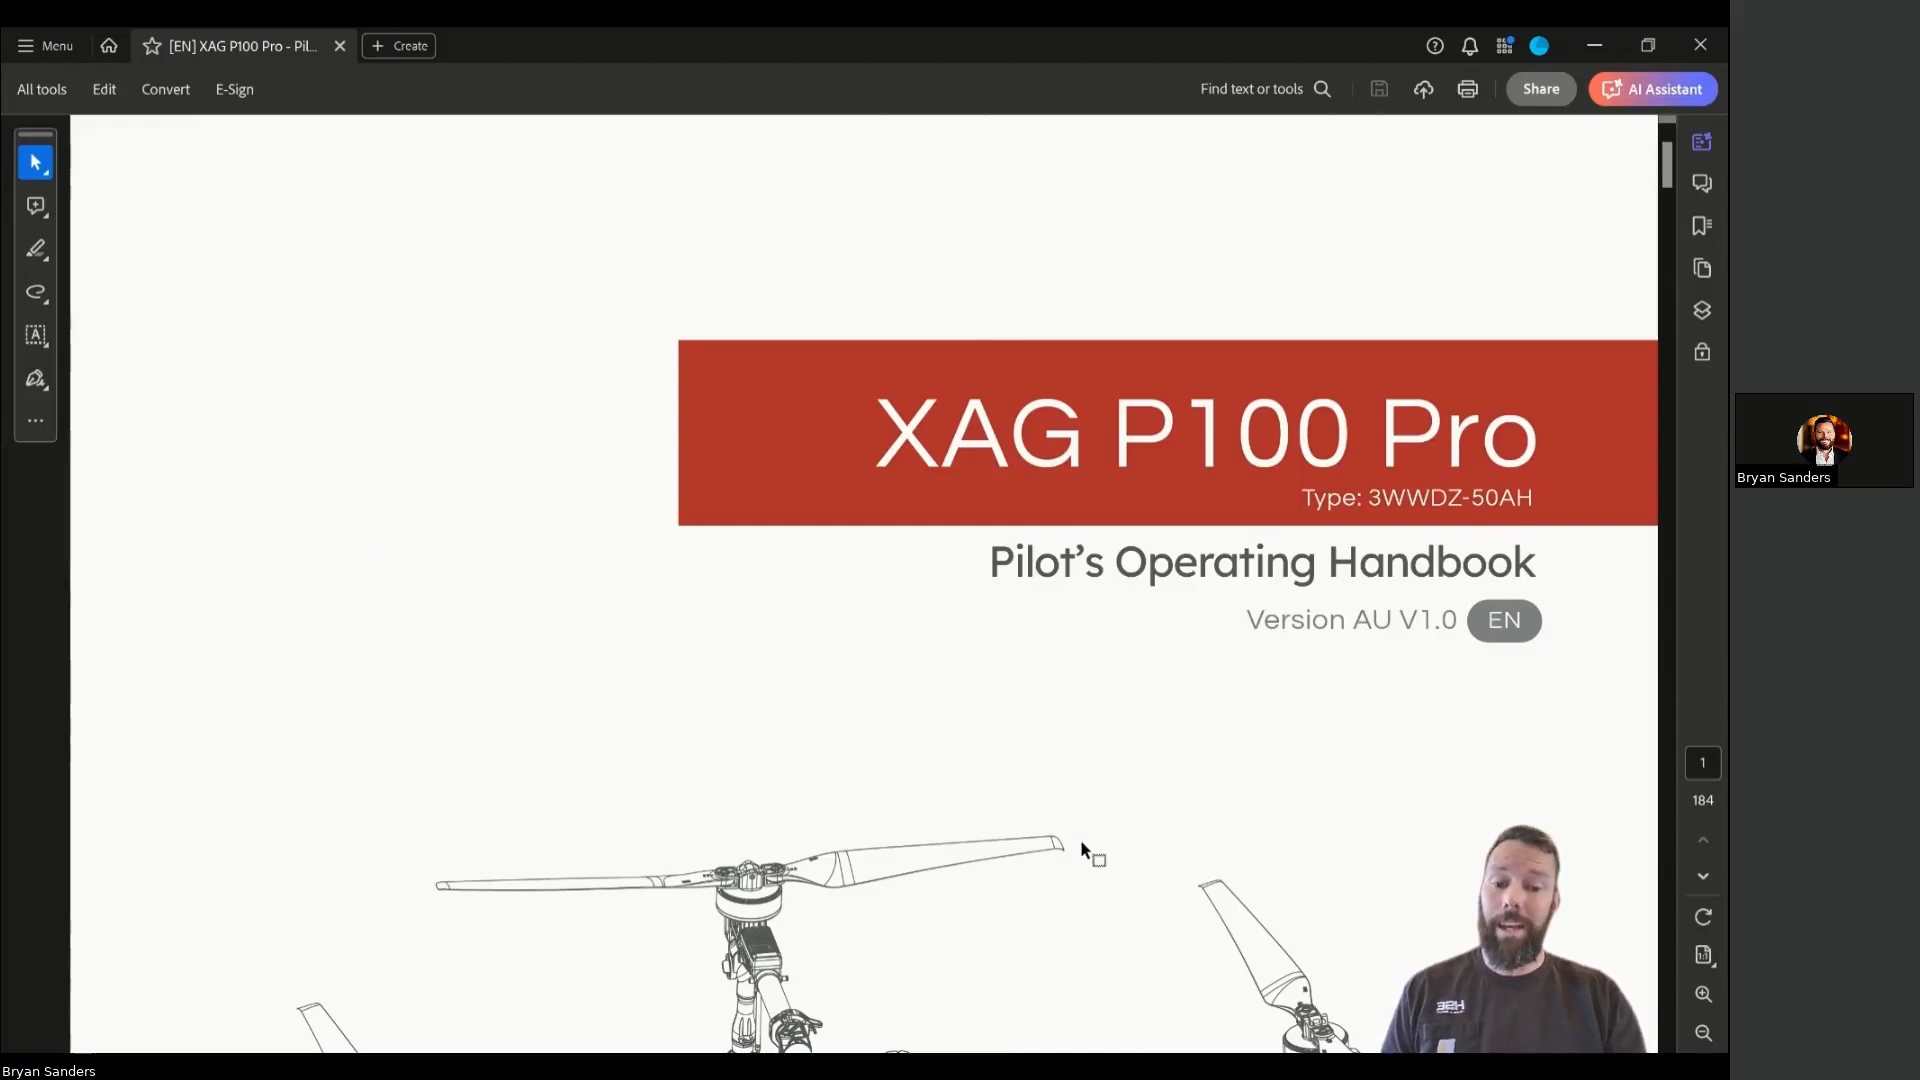 Menu
[EN] XAG P100 Pro - Pil...
Create
All tools
Edit
Convert
E-Sign
Find text or tools
Share
AI Assistant
XAG P100 Pro
Type: 3WWDZ-50AH
Pilot's Operating Handbook
Version AU V1.0 EN
1
184
Bryan Sanders
Bryan Sanders